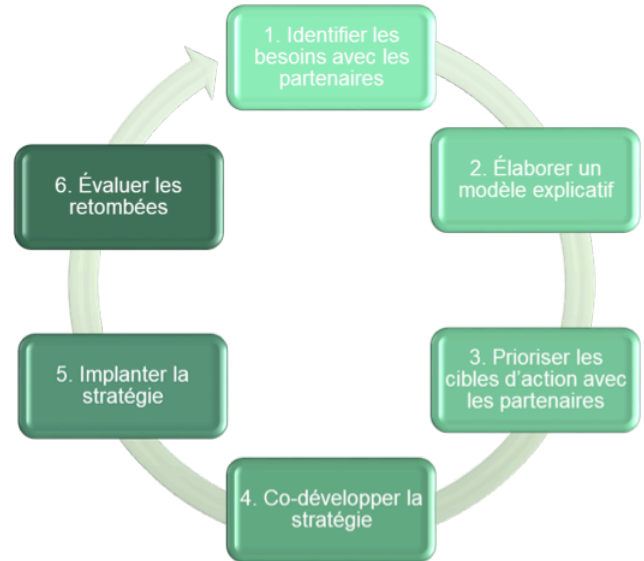 1. Identifier les
besoins avec les
partenaires
2. Élaborer un
modèle explicatif
3. Prioriser les
cibles d’action avec
les partenaires
4. Co-développer la
stratégie
5. Implanter la
stratégie
6. Évaluer les
retombées